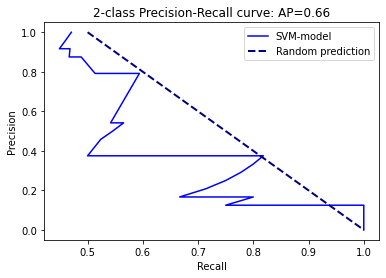 2-class Precision-Recall curve: AP=0.66
1.0
0.8
0.6
0.4
0.2
0.0
Precision
SVM-model
Random prediction
0.5 0.6 0.7 0.8 0.9 1.0
Recall